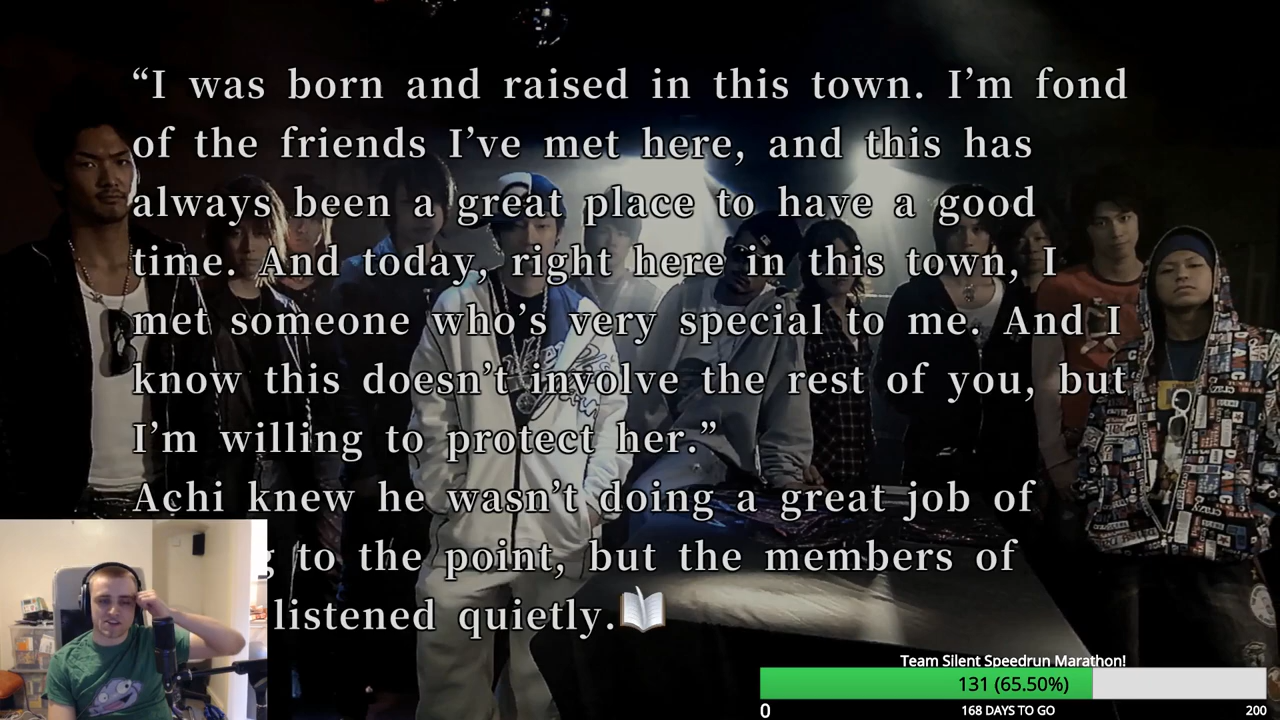 “I was born and raised in this town. I’m fond
of the friends I’ve met here, and this has
always been a great place to have a good
time. And today, right here in this town, I
met someone who’s very special to me. And I
know this doesn’t involve the rest of you, but
I’m willing to protect her.”
Achi knew he wasn’t doing a great job of
to the point, but the members of
listened quietly.
Team Silent Speedrun Marathon!
131 (65.50%)
0 168 DAYS TO GO 200